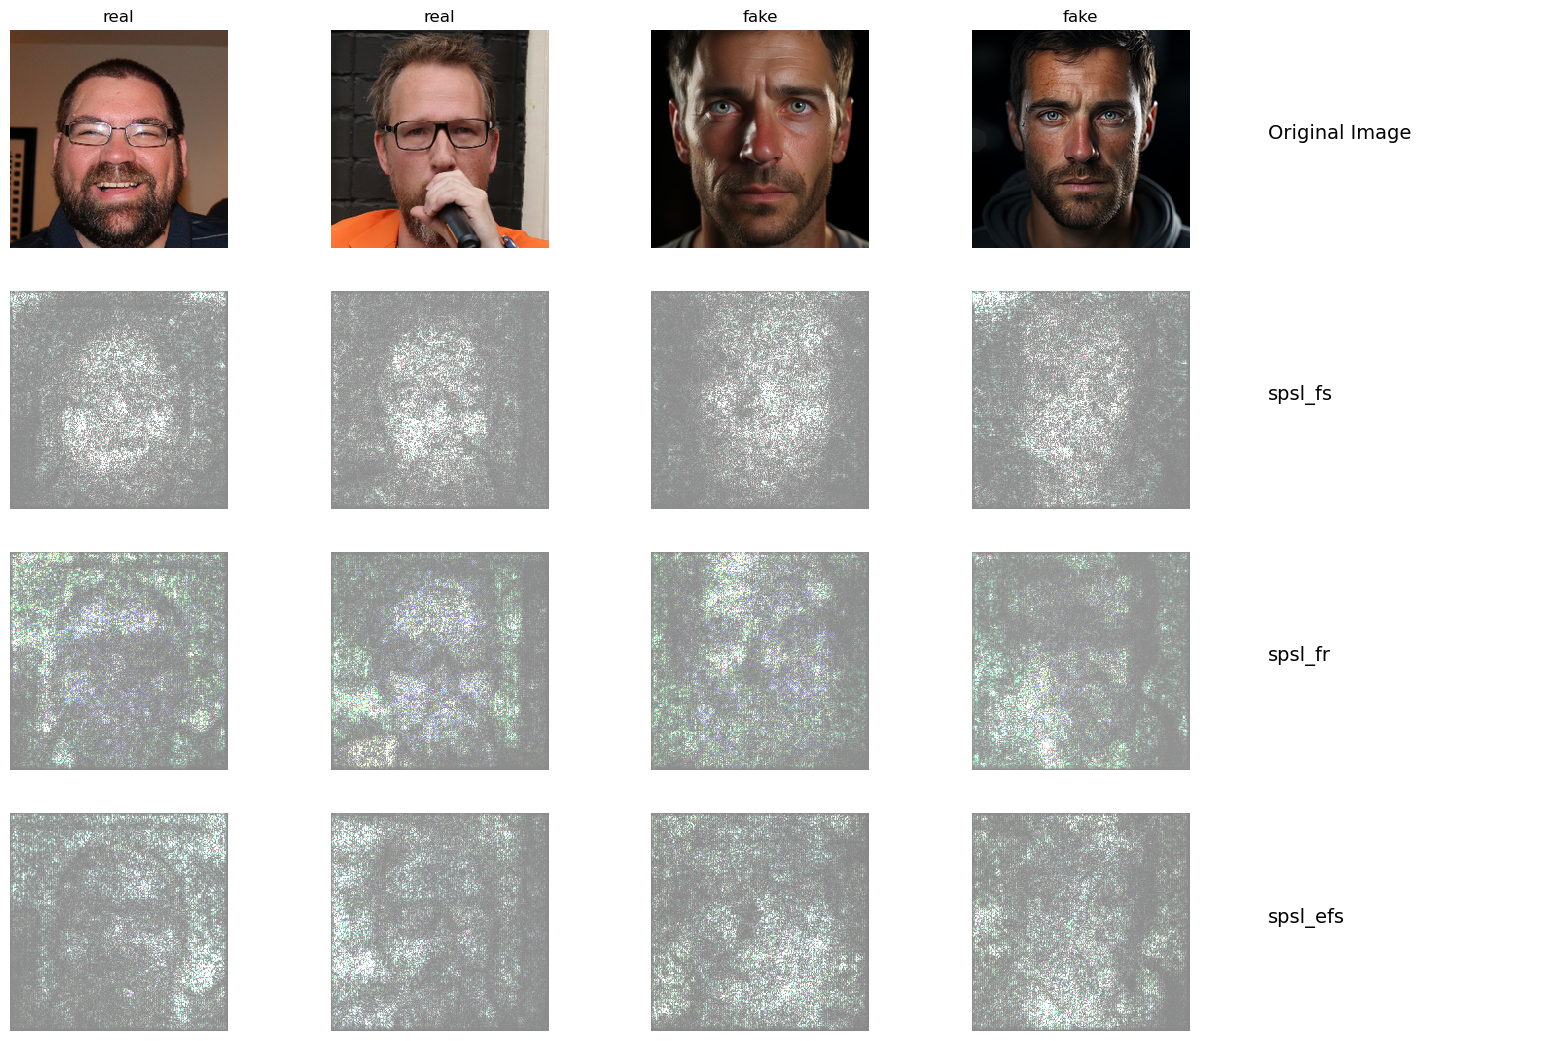 real
real
fake
fake
Original Image
spsl_fs
spsl_fr
spsl_efs